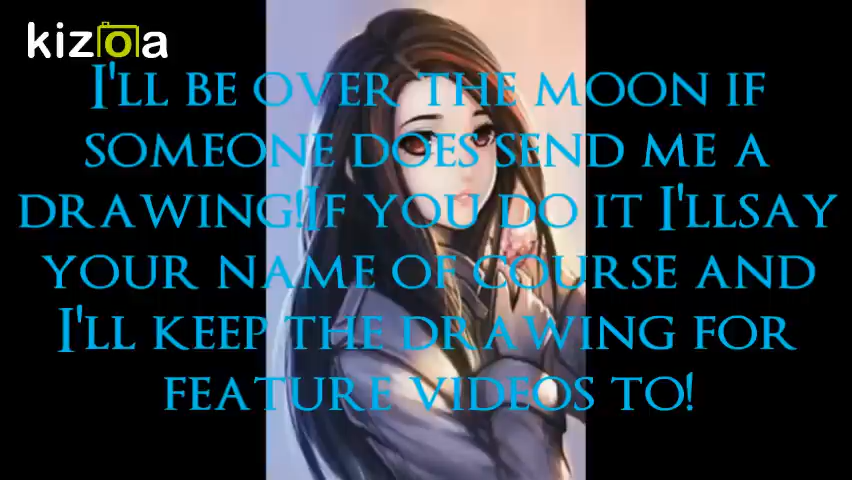 kizoa
I'LL BE OVER THE MOON IF
SOMEONE DOES SEND ME A
DRAWING!IF YOU DO IT I'LLSAY
YOUR NAME OF COURSE AND
I'LL KEEP THE DRAWING FOR
FEATURE VIDEOS TO!